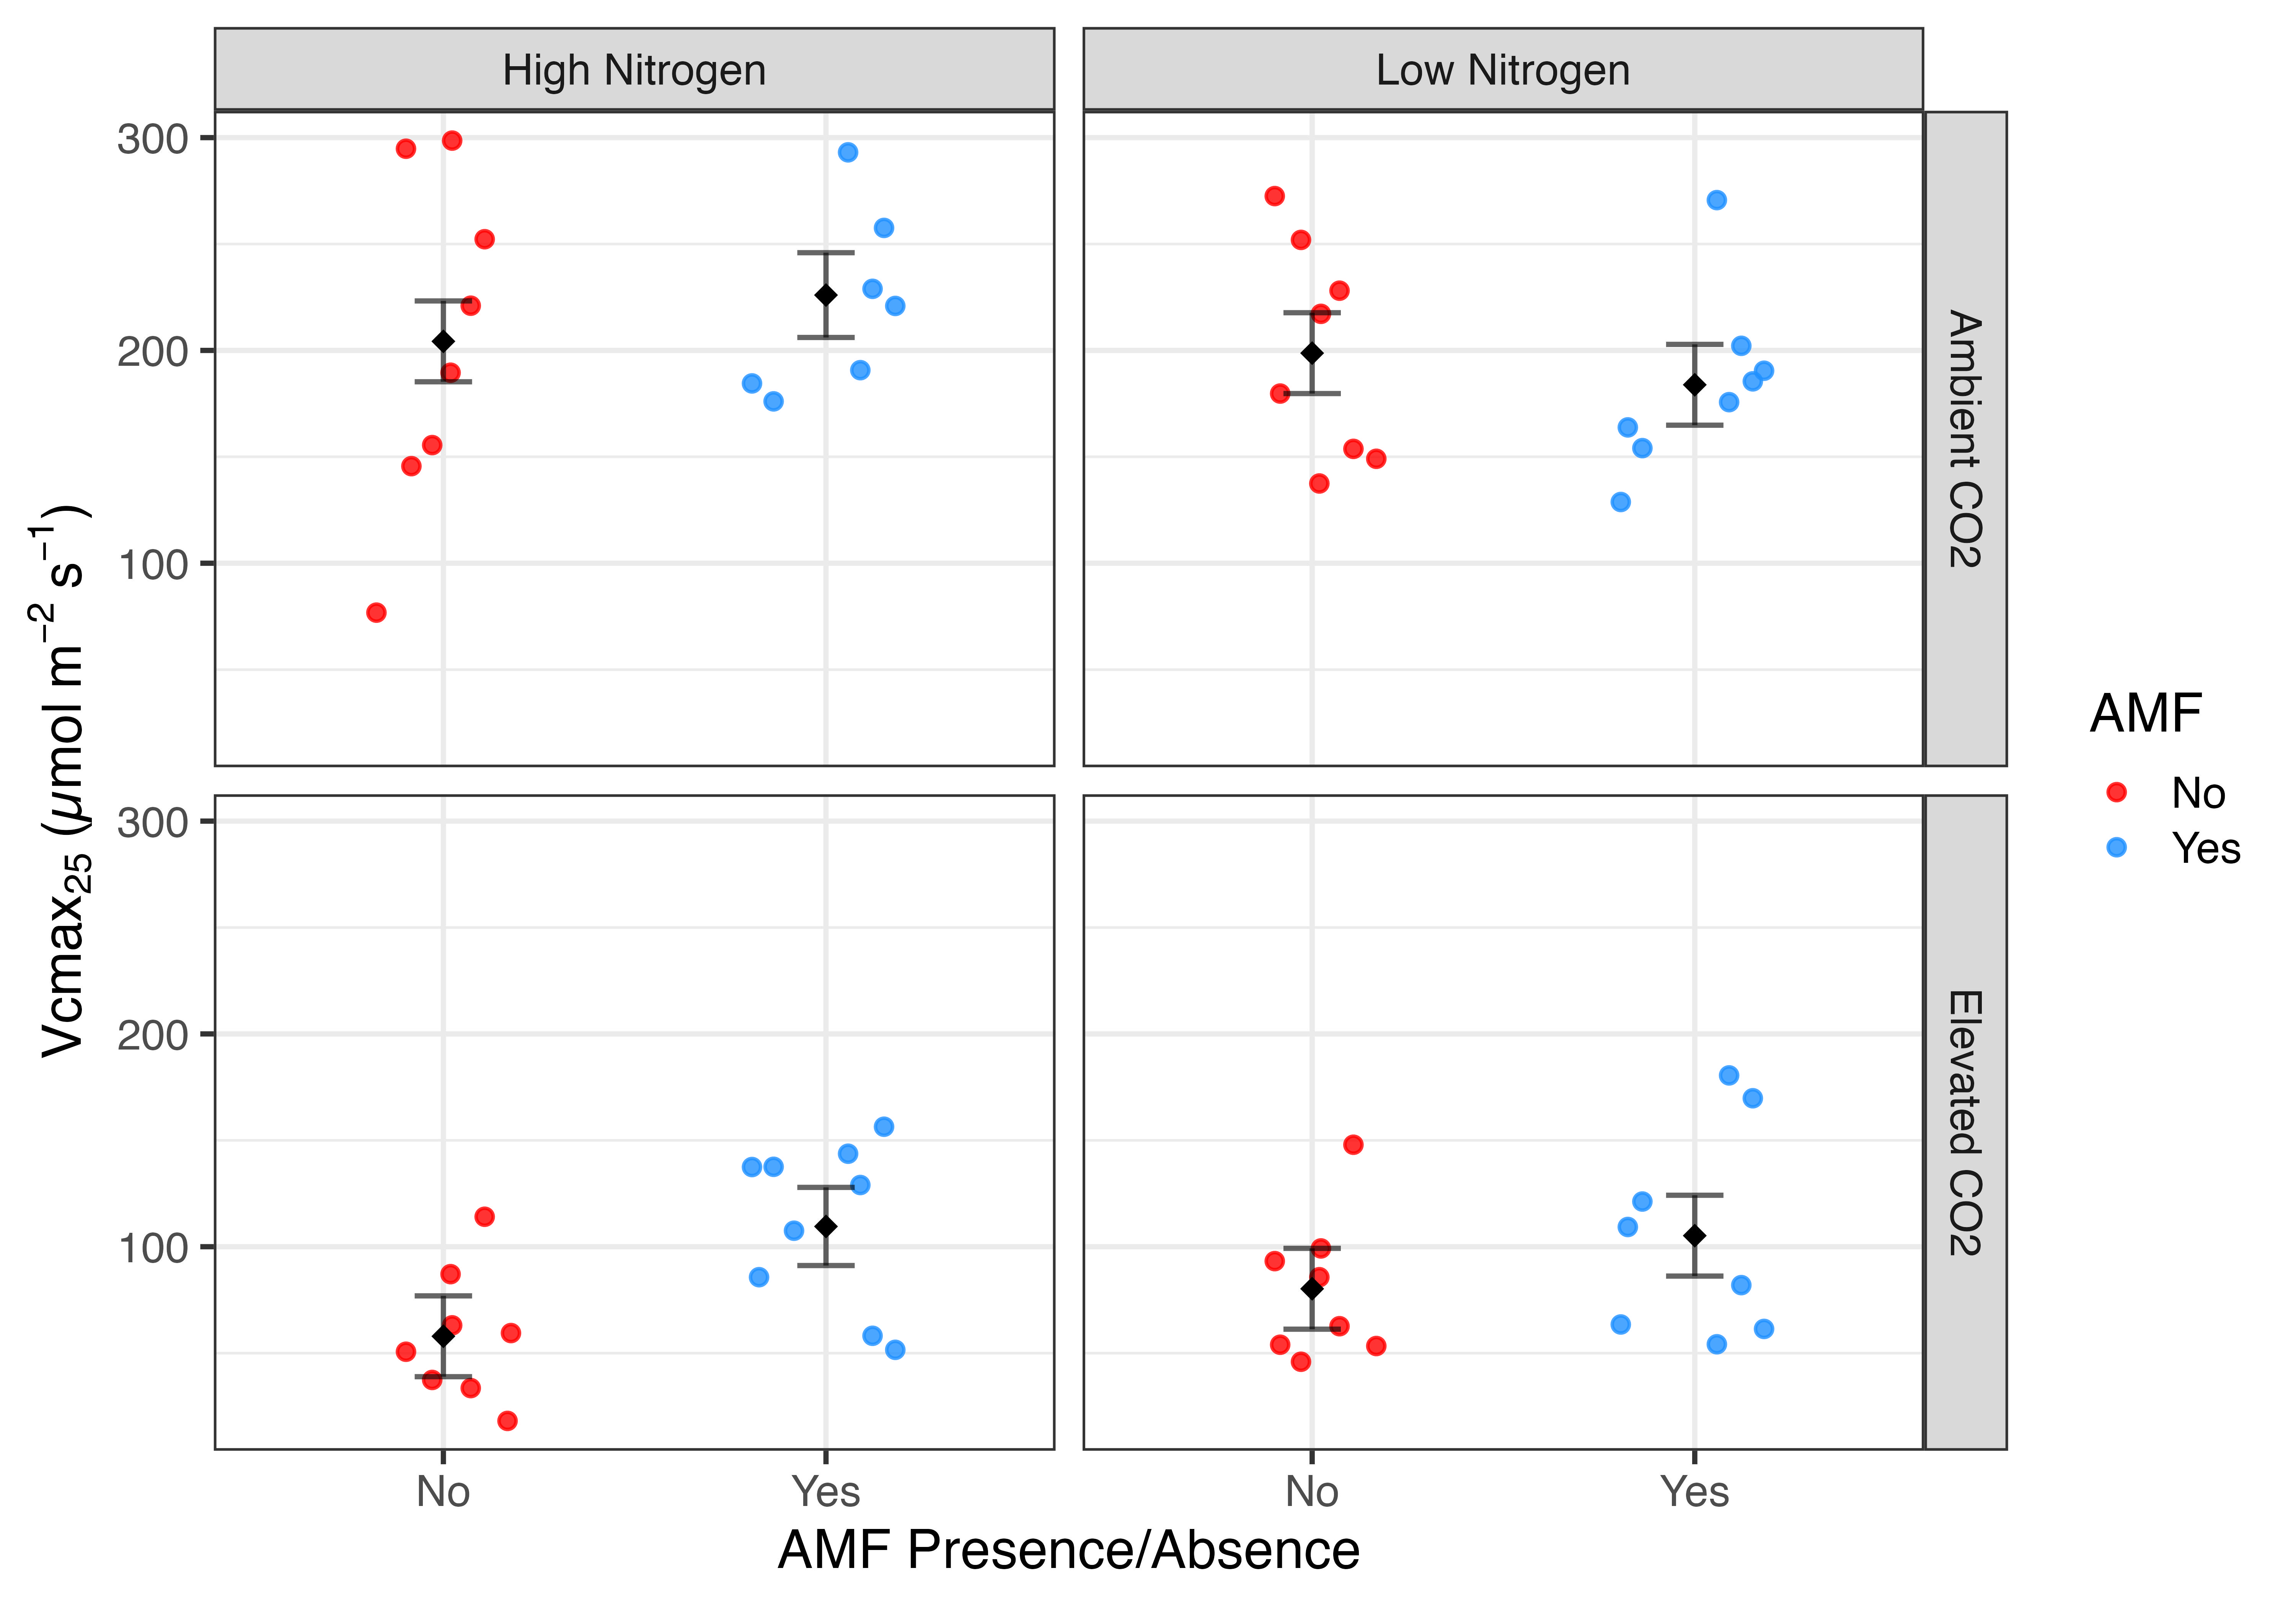 High Nitrogen
Low Nitrogen
300
200
100
Ambient CO2
300
200
100
Elevated CO2
Vcmax₂₅ (μmol m⁻² s⁻¹)
No
Yes
No
Yes
AMF Presence/Absence
AMF
No
Yes